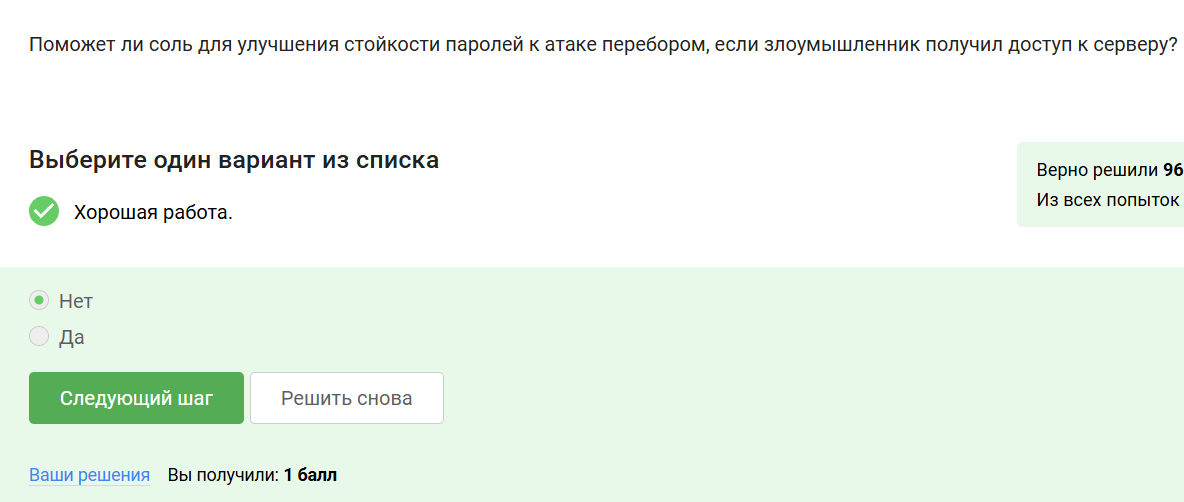 Поможет ли соль для улучшения стойкости паролей к атаке перебором, если злоумышленник получил доступ к серверу?
Выберите один вариант из списка
Хорошая работа.
Верно решили 96
Из всех попыток
Нет
Да
Следующий шаг
Решить снова
Ваши решения Вы получили: 1 балл